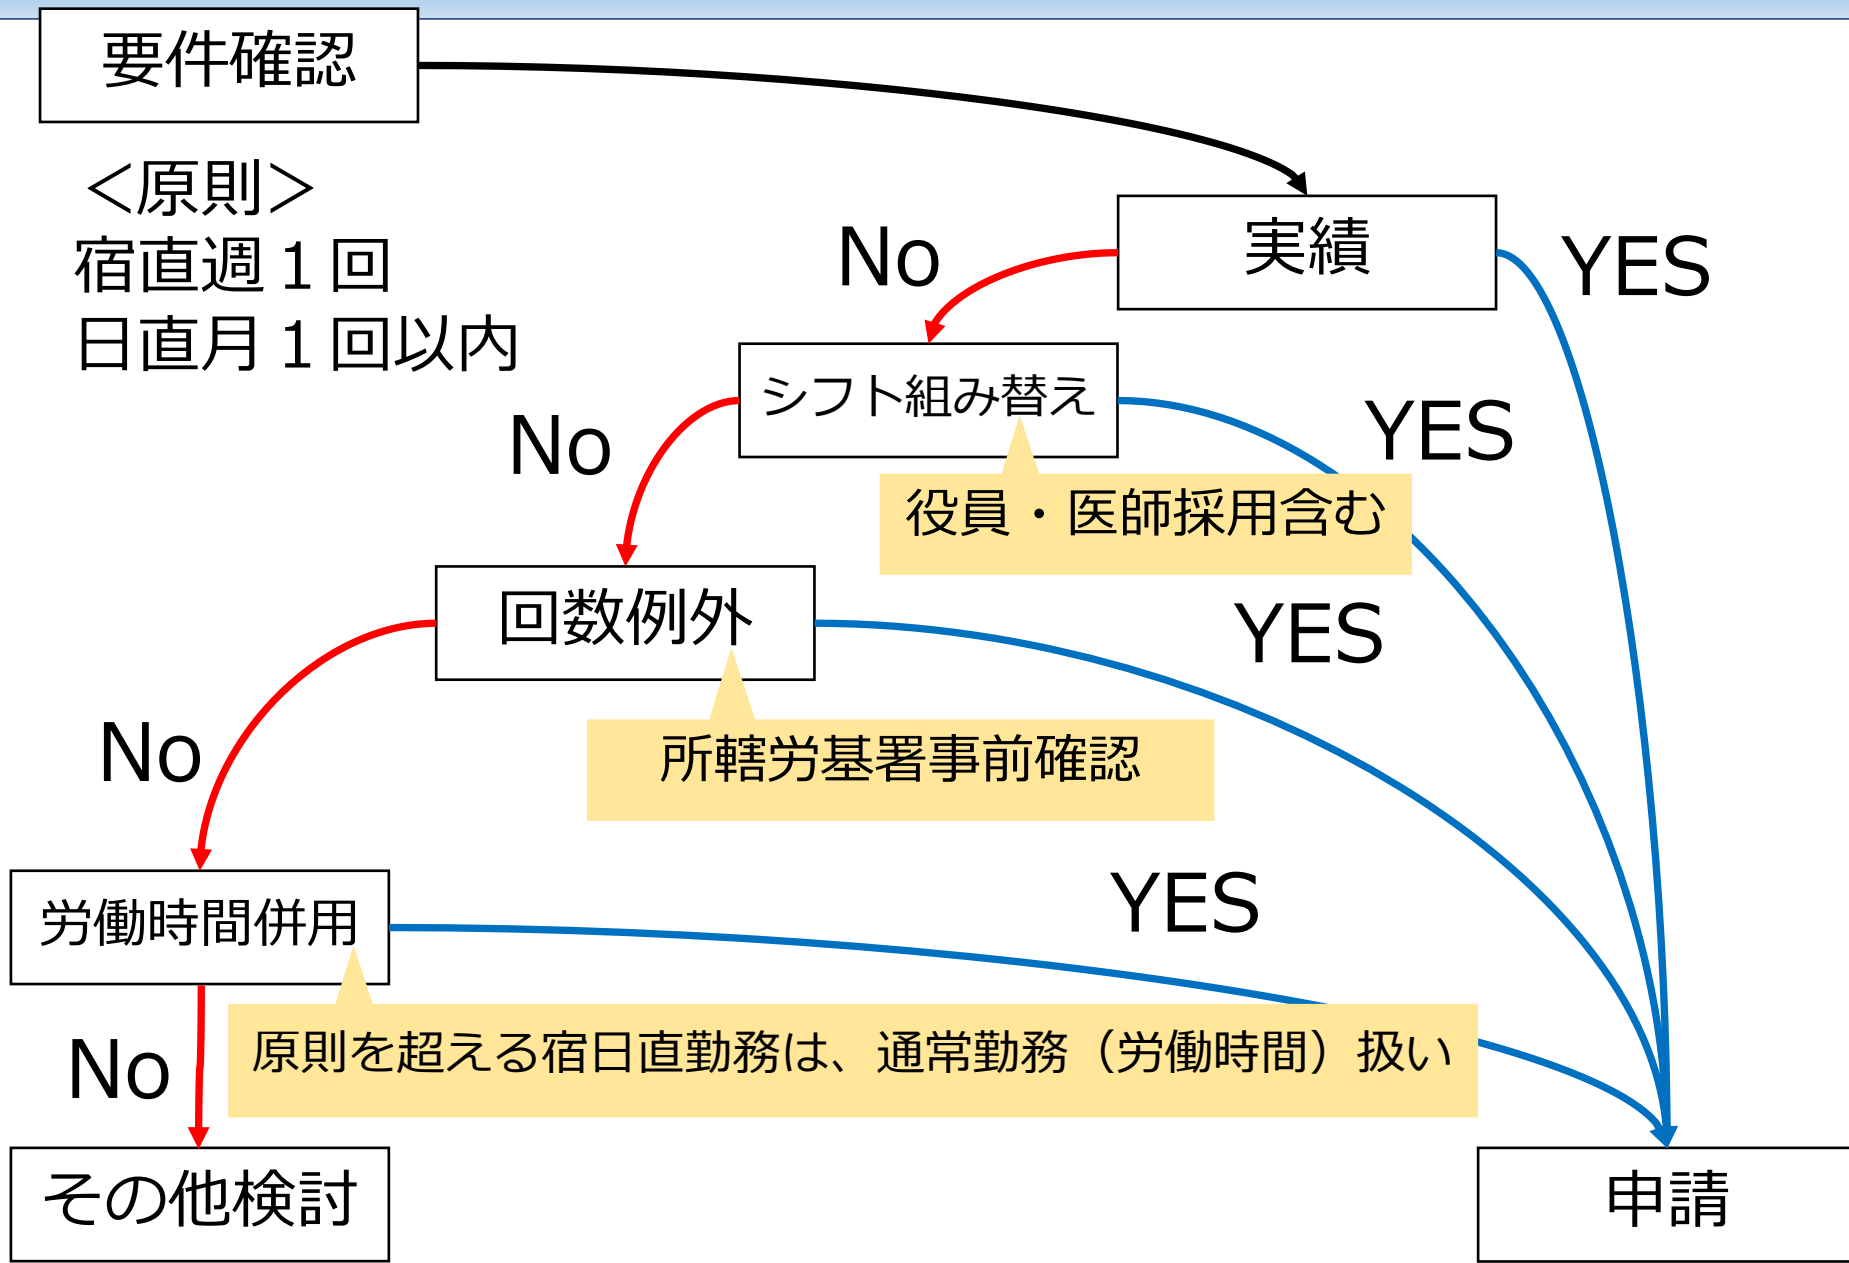 要件確認
＜原則＞
宿直週１回
日直月１回以内
実績
No
YES
シフト組み替え
No
YES
役員・医師採用含む
回数例外
No
YES
所轄労基署事前確認
労働時間併用
YES
原則を超える宿日直勤務は、通常勤務（労働時間）扱い
No
その他検討
申請